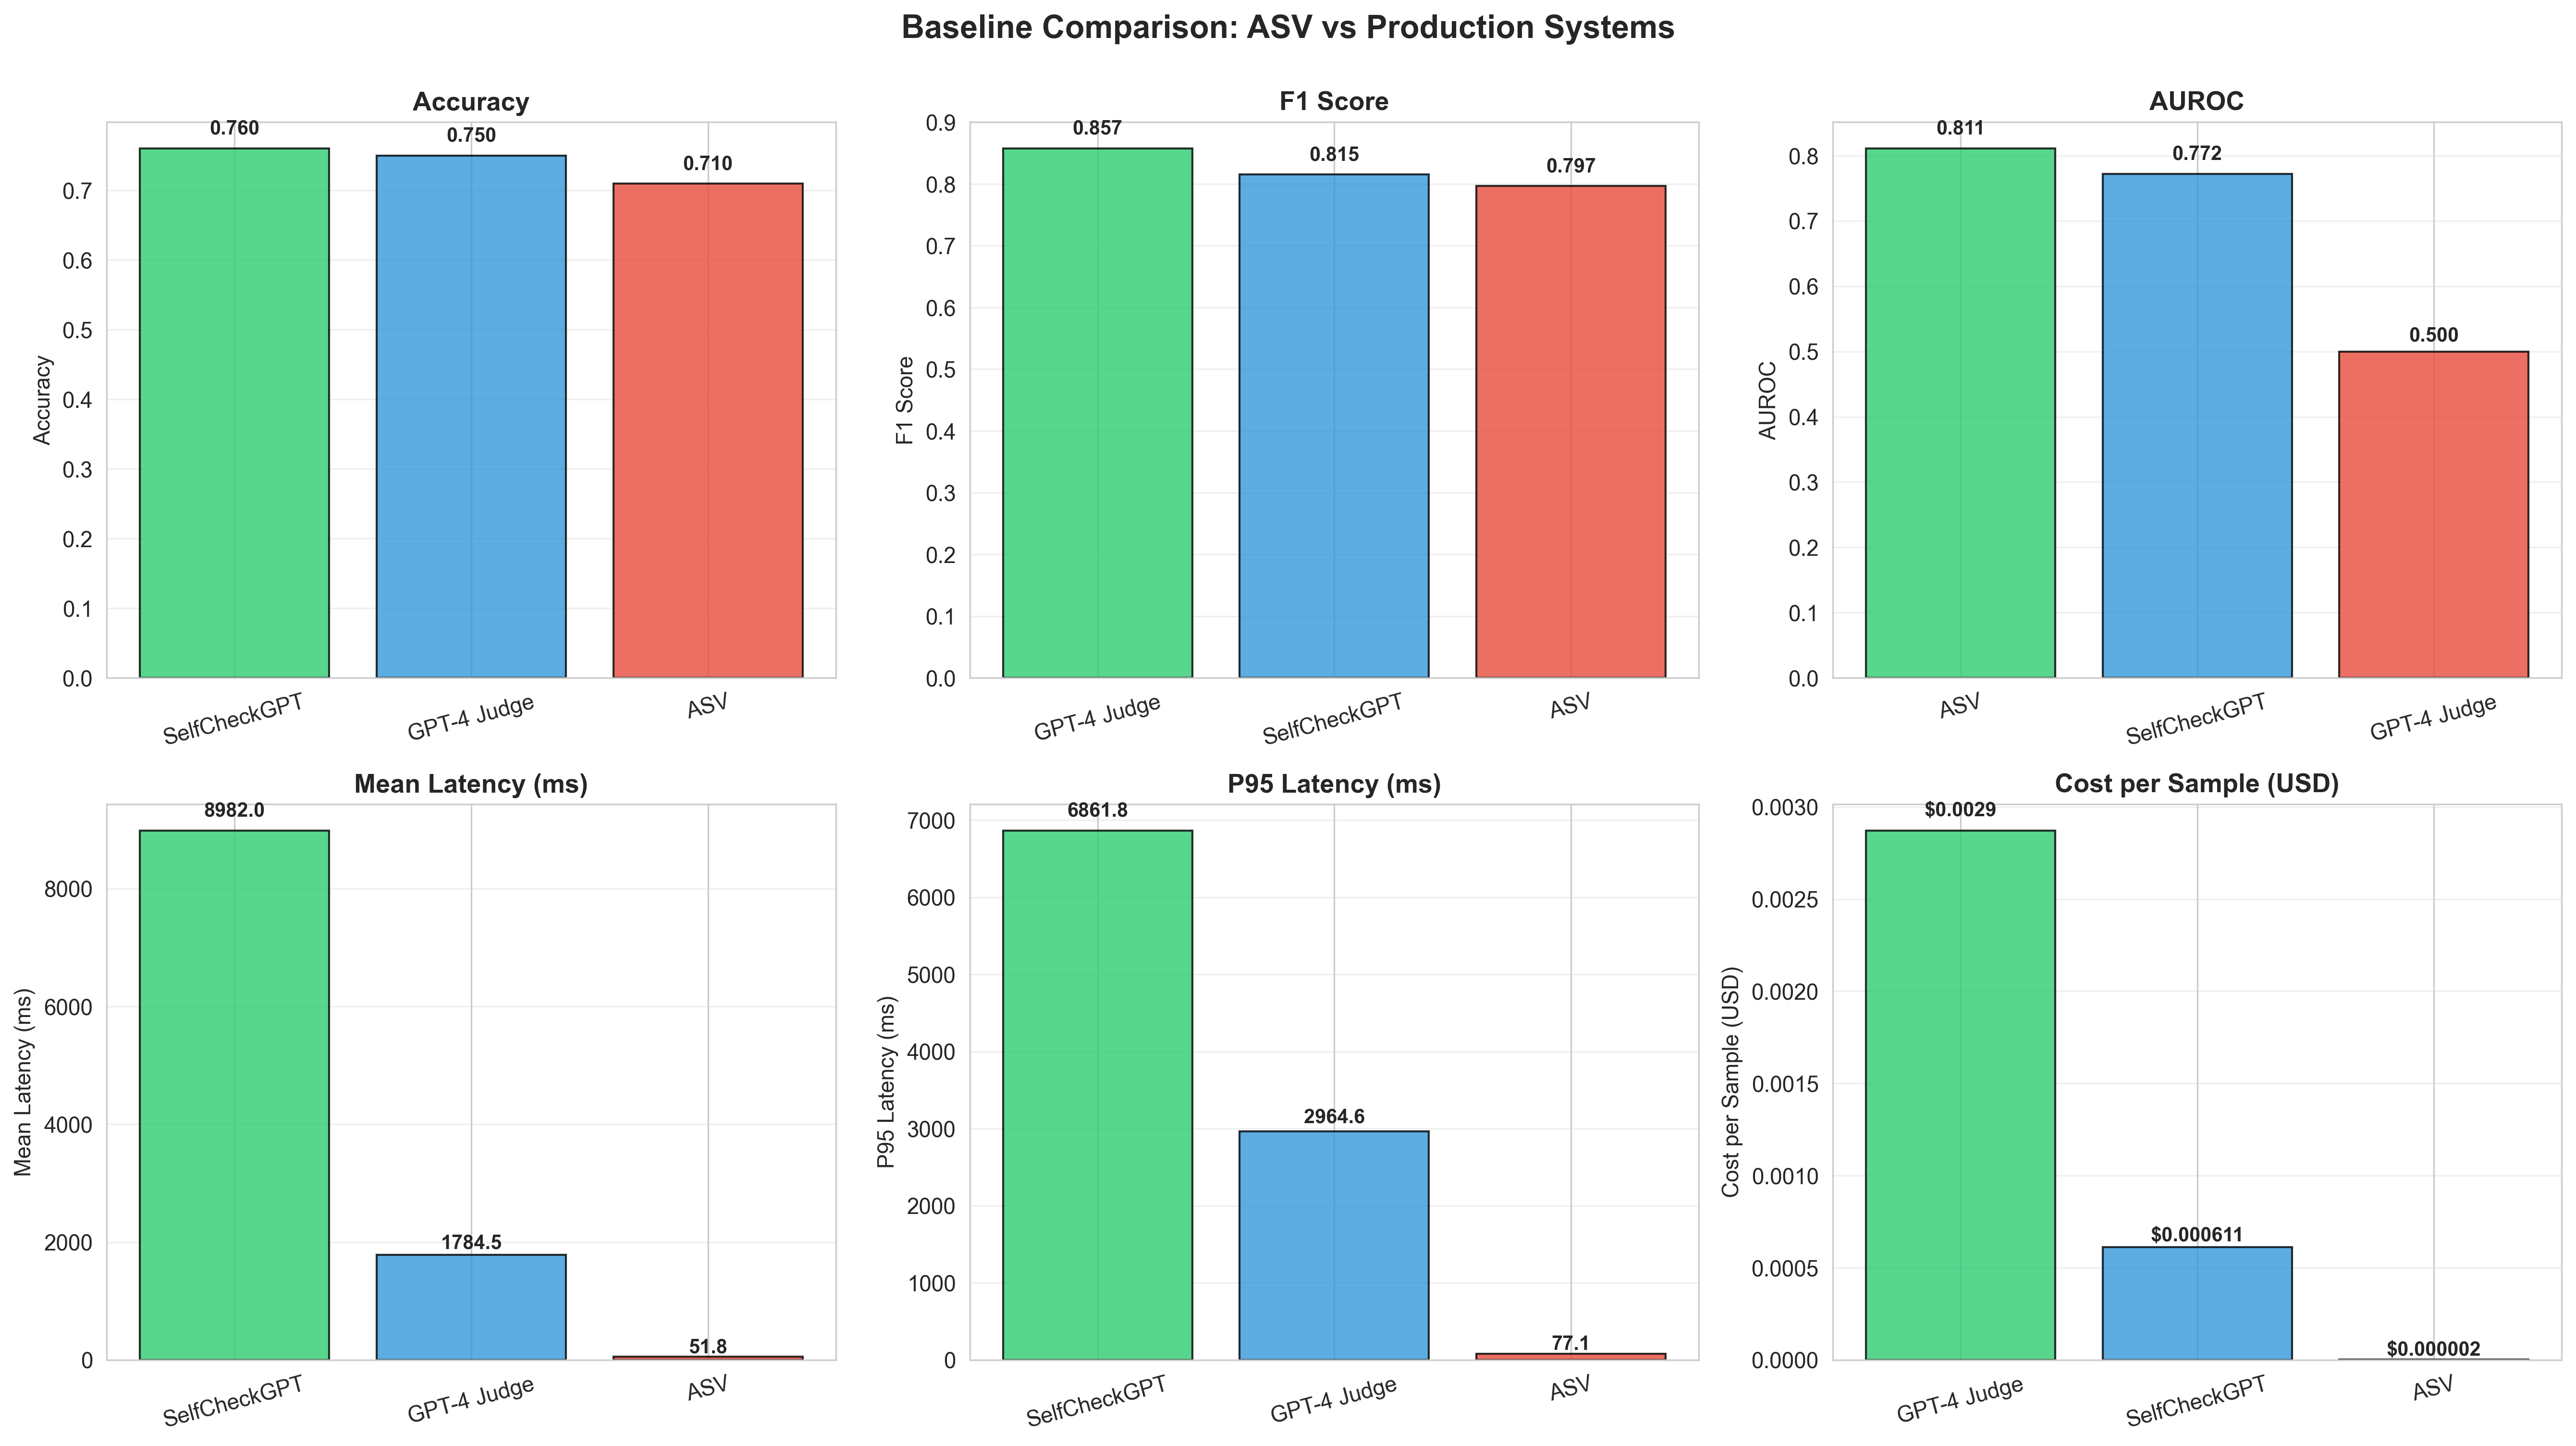 Baseline Comparison: ASV vs Production Systems
Accuracy
0.760
0.750
0.710
Accuracy
0.7
0.6
0.5
0.4
0.3
0.2
0.1
0.0
SelfCheckGPT
GPT-4 Judge
ASV
F1 Score
0.857
0.815
0.797
F1 Score
0.9
0.8
0.7
0.6
0.5
0.4
0.3
0.2
0.1
0.0
GPT-4 Judge
SelfCheckGPT
ASV
AUROC
0.811
0.772
0.500
AUROC
0.8
0.7
0.6
0.5
0.4
0.3
0.2
0.1
0.0
ASV
SelfCheckGPT
GPT-4 Judge
Mean Latency (ms)
8982.0
1784.5
51.8
Mean Latency (ms)
8000
6000
4000
2000
0
SelfCheckGPT
GPT-4 Judge
ASV
P95 Latency (ms)
6861.8
2964.6
77.1
P95 Latency (ms)
7000
6000
5000
4000
3000
2000
1000
0
SelfCheckGPT
GPT-4 Judge
ASV
Cost per Sample (USD)
$0.0029
$0.000611
$0.000002
Cost per Sample (USD)
0.0030
0.0025
0.0020
0.0015
0.0010
0.0005
0.0000
GPT-4 Judge
SelfCheckGPT
ASV